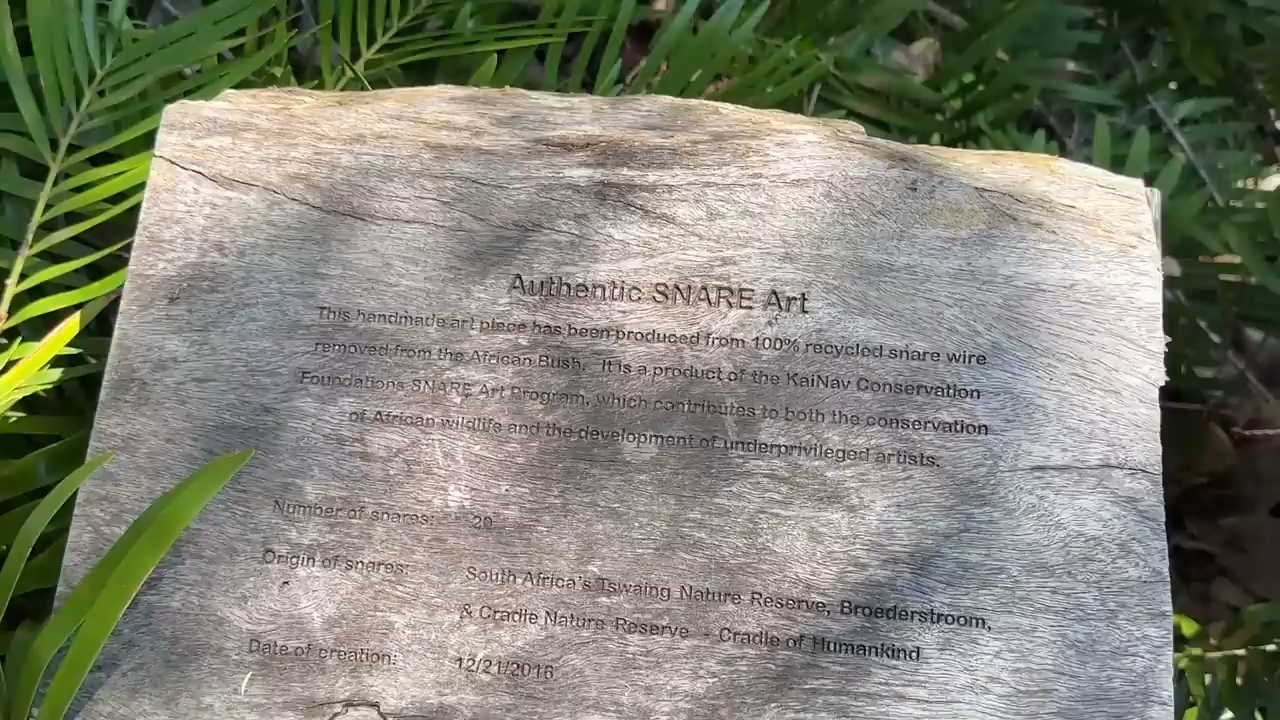 Authentic SNARE Art
This handmade art piece has been produced from 100% recycled snare wire
removed from the African Bush. It is a product of the KaiNav Conservation
Foundations SNARE Art Program, which contributes to both the conservation
of African wildlife and the development of underprivileged artists.
Number of snares: 20
Origin of snares: South Africa's Tswaing Nature Reserve, Broederstroom,
& Cradle Nature Reserve - Cradle of Humankind
Date of creation: 12/21/2016